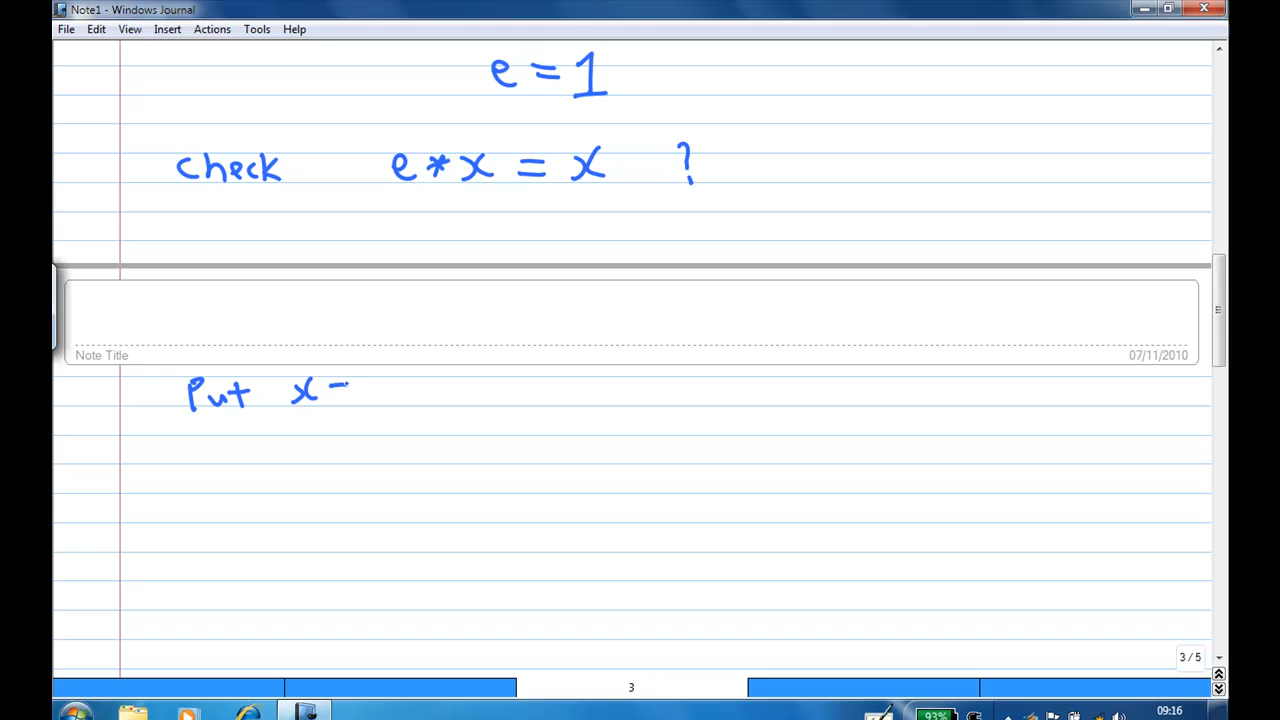 Note1 - Windows Journal
File Edit View Insert Actions Tools Help
e = 1
check e * x = x ?
Note Title 07/11/2010
Put x -
3 / 5
3
93% 09:16